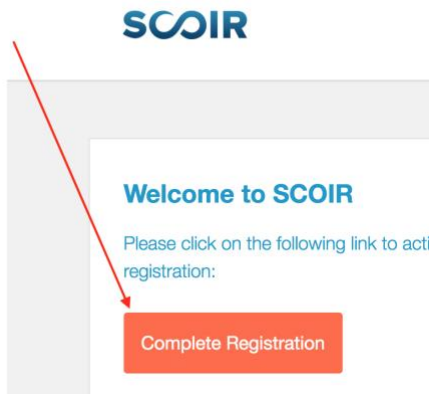 SCOIR
Welcome to SCOIR
Please click on the following link to acti
registration:
Complete Registration